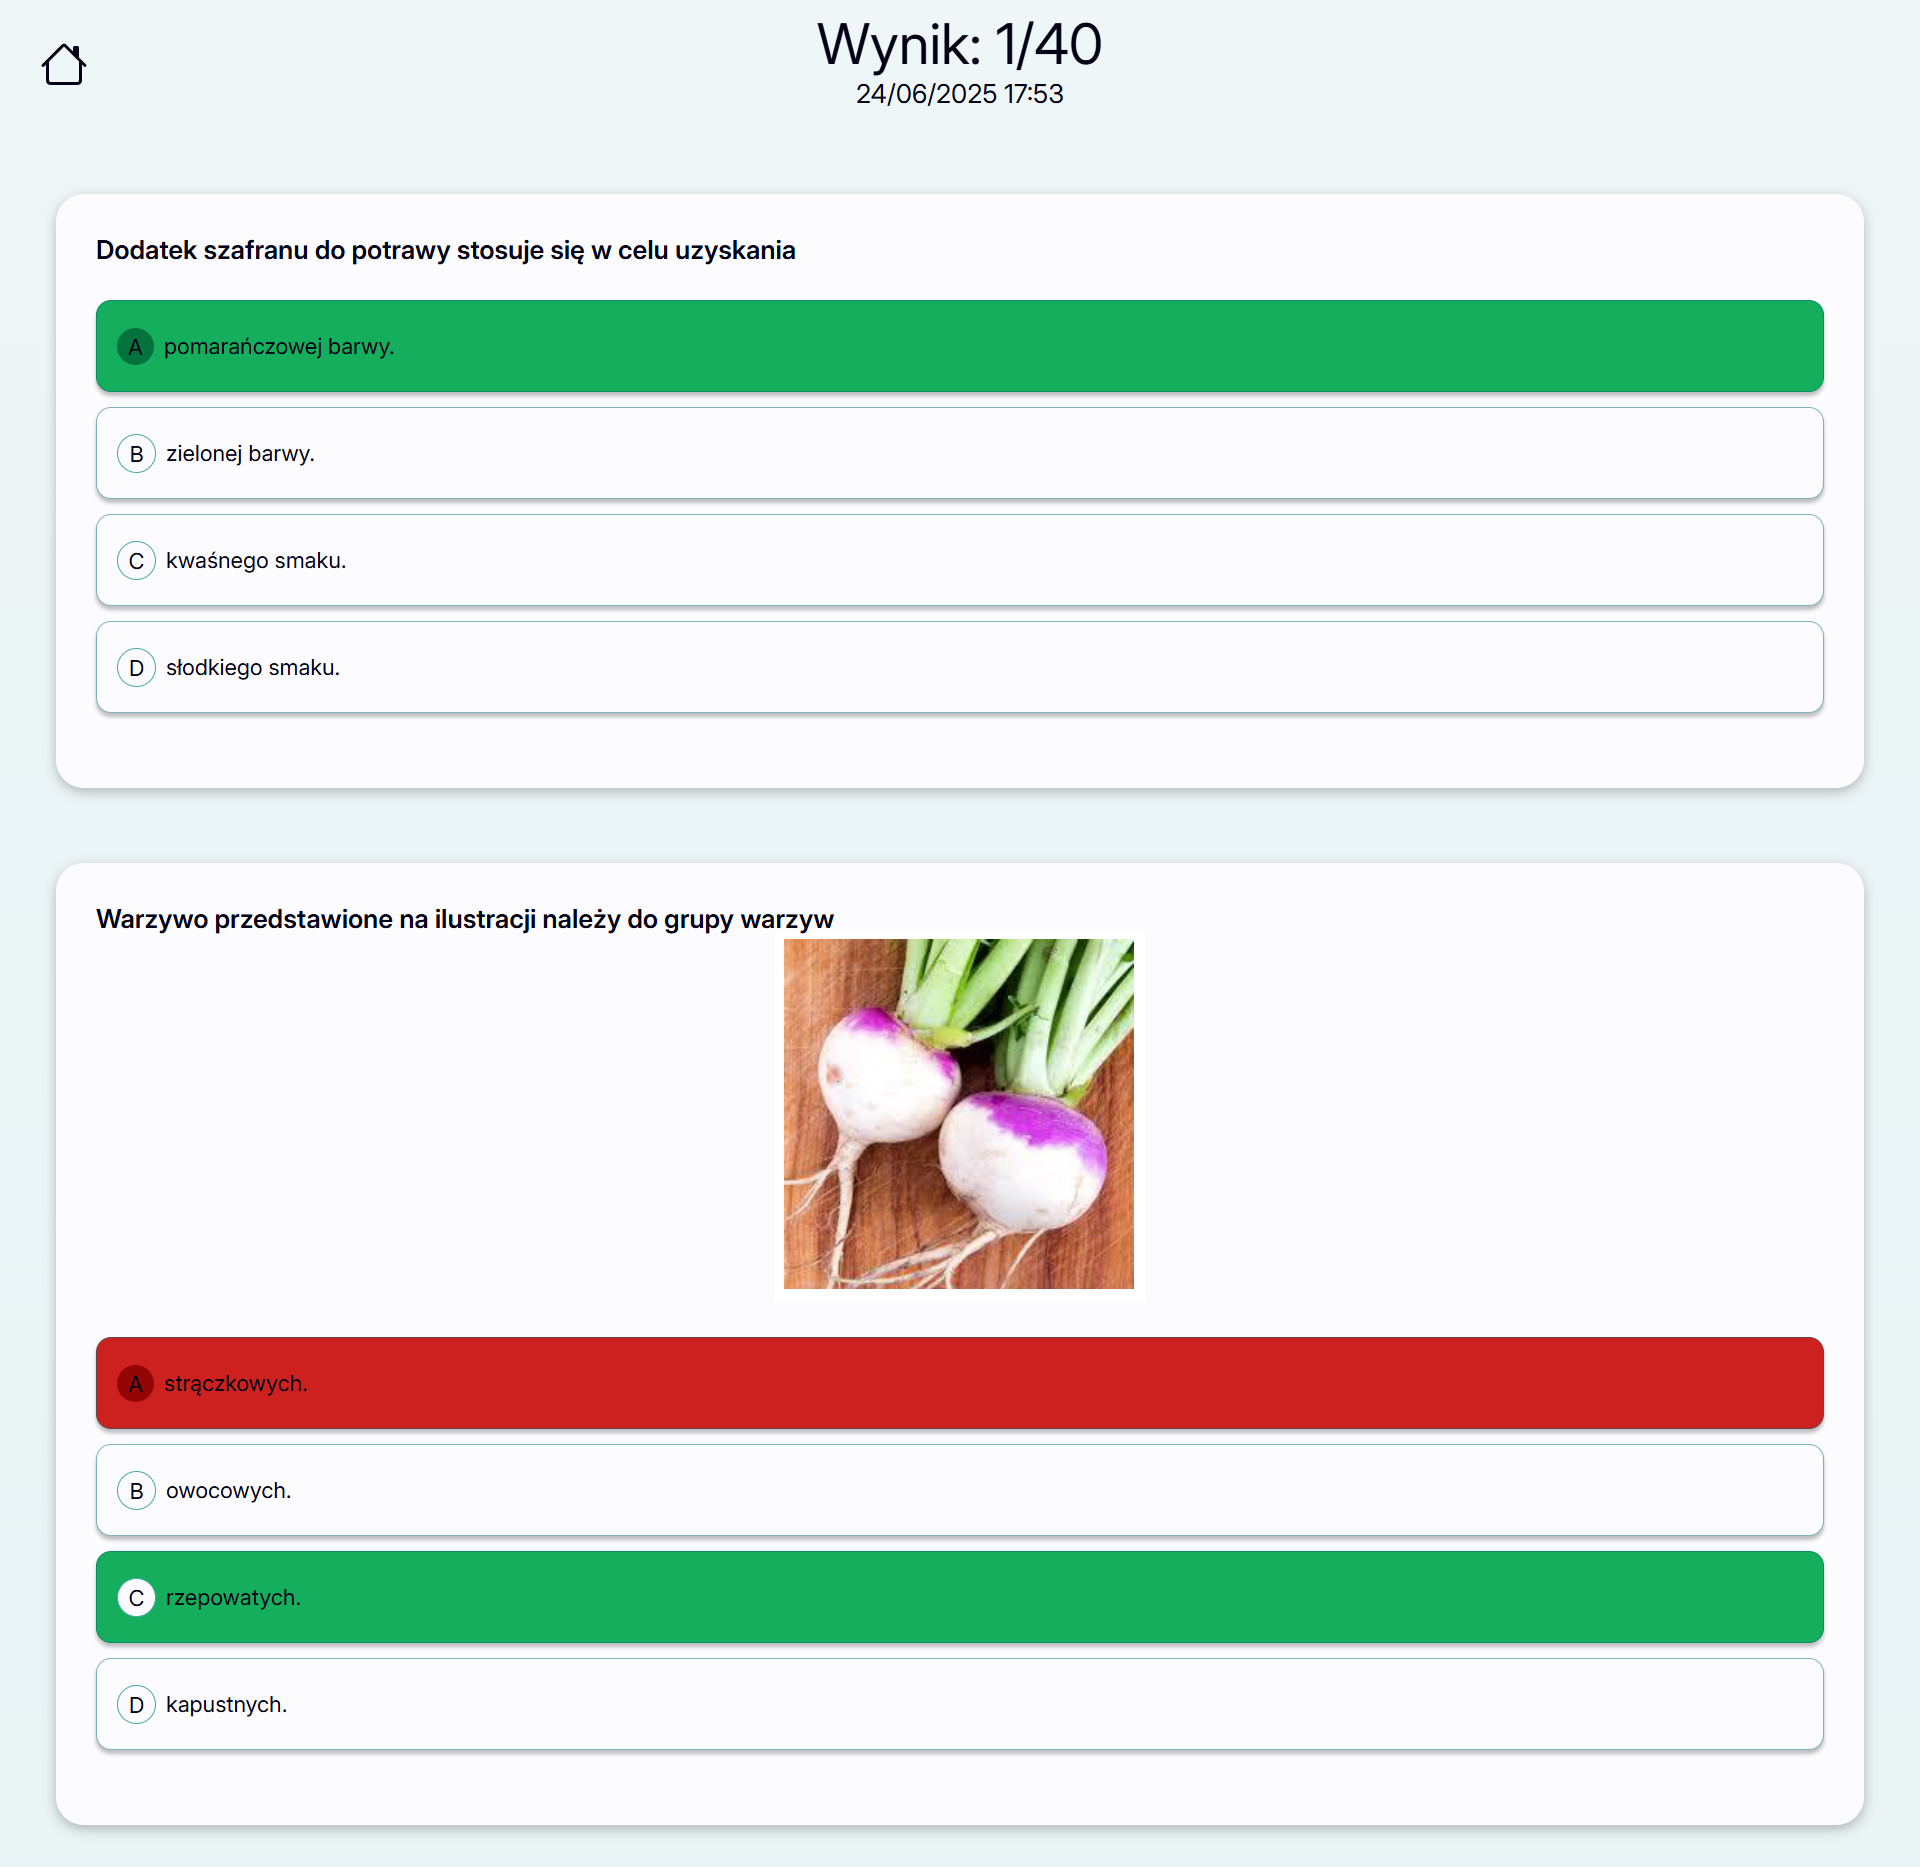 Wynik: 1/40
24/06/2025 17:53
Dodatek szafranu do potrawy stosuje się w celu uzyskania
A pomarańczowej barwy.
B zielonej barwy.
C kwaśnego smaku.
D słodkiego smaku.
Warzywo przedstawione na ilustracji należy do grupy warzyw
A strączkowych.
B owocowych.
C rzepowatych.
D kapustnych.